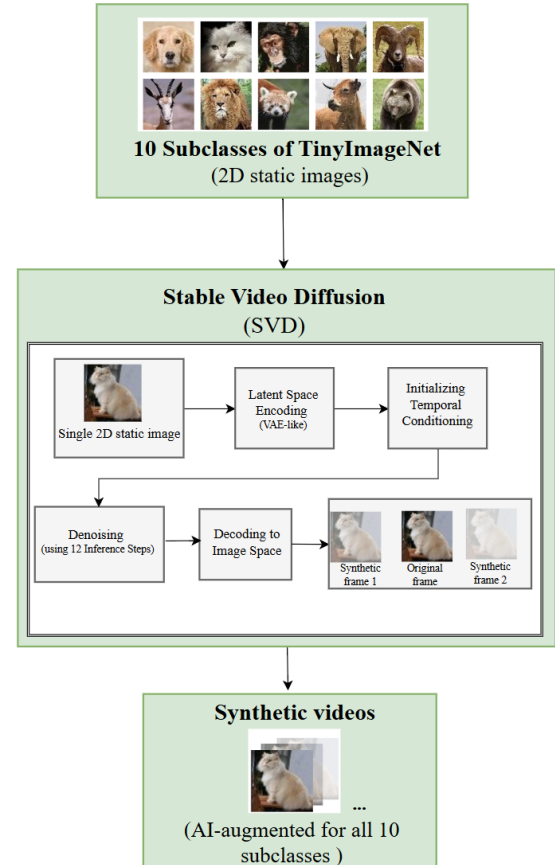 10 Subclasses of TinyImageNet
(2D static images)
Stable Video Diffusion
(SVD)
Single 2D static image
Latent Space
Encoding
(VAE-like)
Initializing
Temporal
Conditioning
Denoising
(using 12 Inference Steps)
Decoding to
Image Space
Synthetic
frame 1
Original
frame
Synthetic
frame 2
Synthetic videos
...
(AI-augmented for all 10
subclasses )